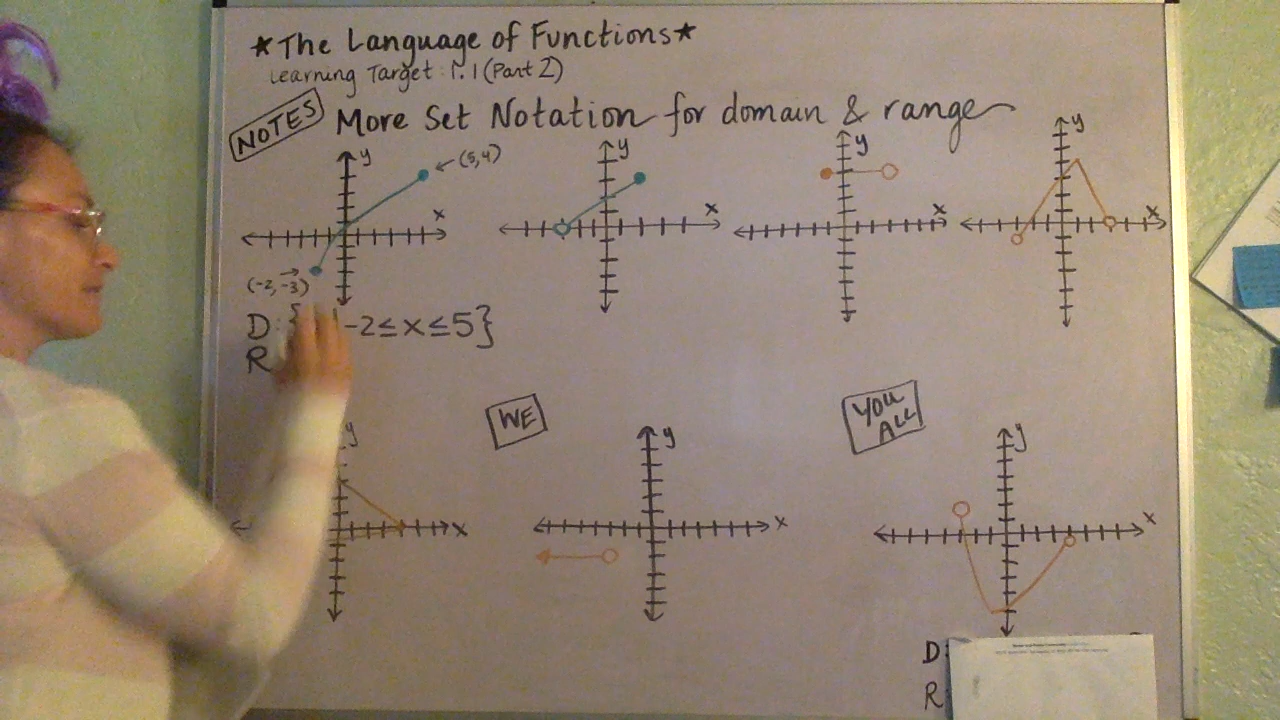 ★The Language of Functions★
Learning Target: 1.1 (Part 2)
NOTES More Set Notation for domain & range
y x (5,4)
(-2,-3)
y x
y x
y x
D: { -2≤x≤5}
R
WE
YOU ALL
y x
y x
y x
D:
R